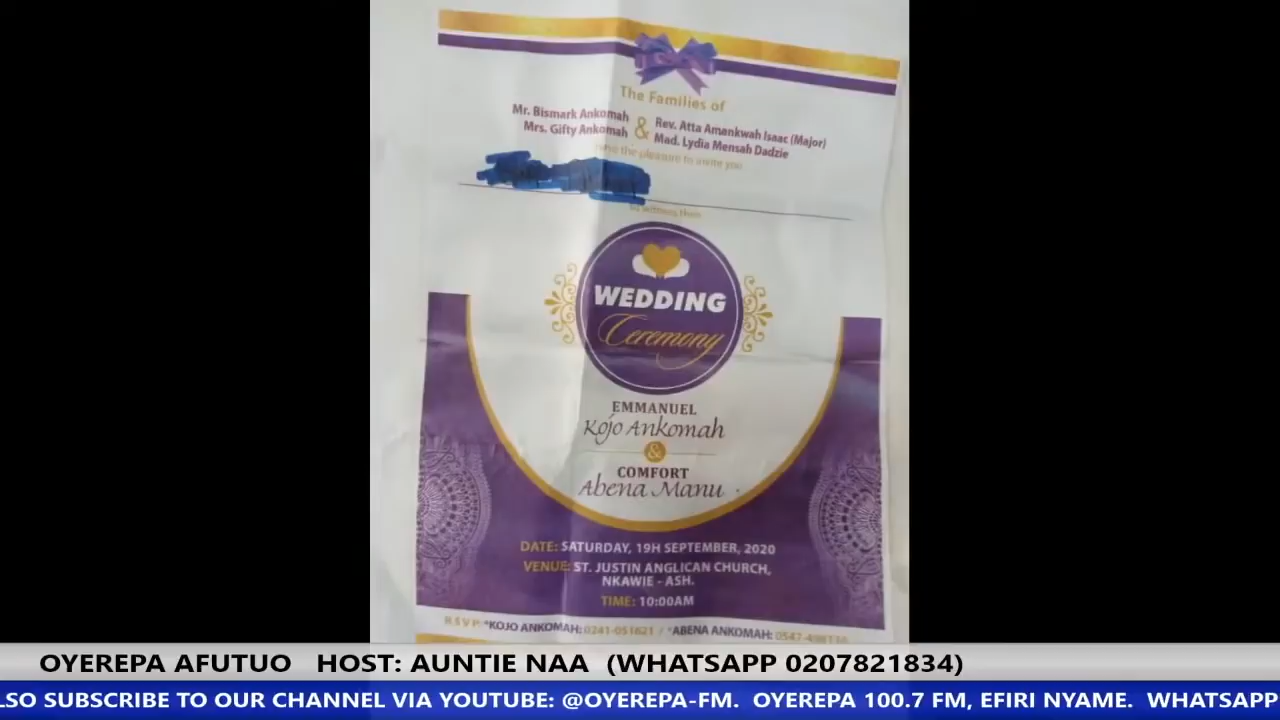 The Families of
Mr. Bismark Ankomah
Mrs. Gifty Ankomah
&
Rev. Atta Amankwah Isaac (Major)
Mad. Lydia Mensah Dadzie
have the pleasure to invite you
to witness their
WEDDING
Ceremony
EMMANUEL
Kojo Ankomah
&
COMFORT
Abena Manu
DATE: SATURDAY, 19H SEPTEMBER, 2020
VENUE: ST. JUSTIN ANGLICAN CHURCH,
NKAWIE - ASH.
TIME: 10:00AM
R.S.V.P: *KOJO ANKOMAH: 0241-051621 / *ABENA ANKOMAH:
OYEREPA AFUTUO HOST: AUNTIE NAA (WHATSAPP 0207821834)
LSO SUBSCRIBE TO OUR CHANNEL VIA YOUTUBE: @OYEREPA-FM. OYEREPA 100.7 FM, EFIRI NYAME. WHATSAPP